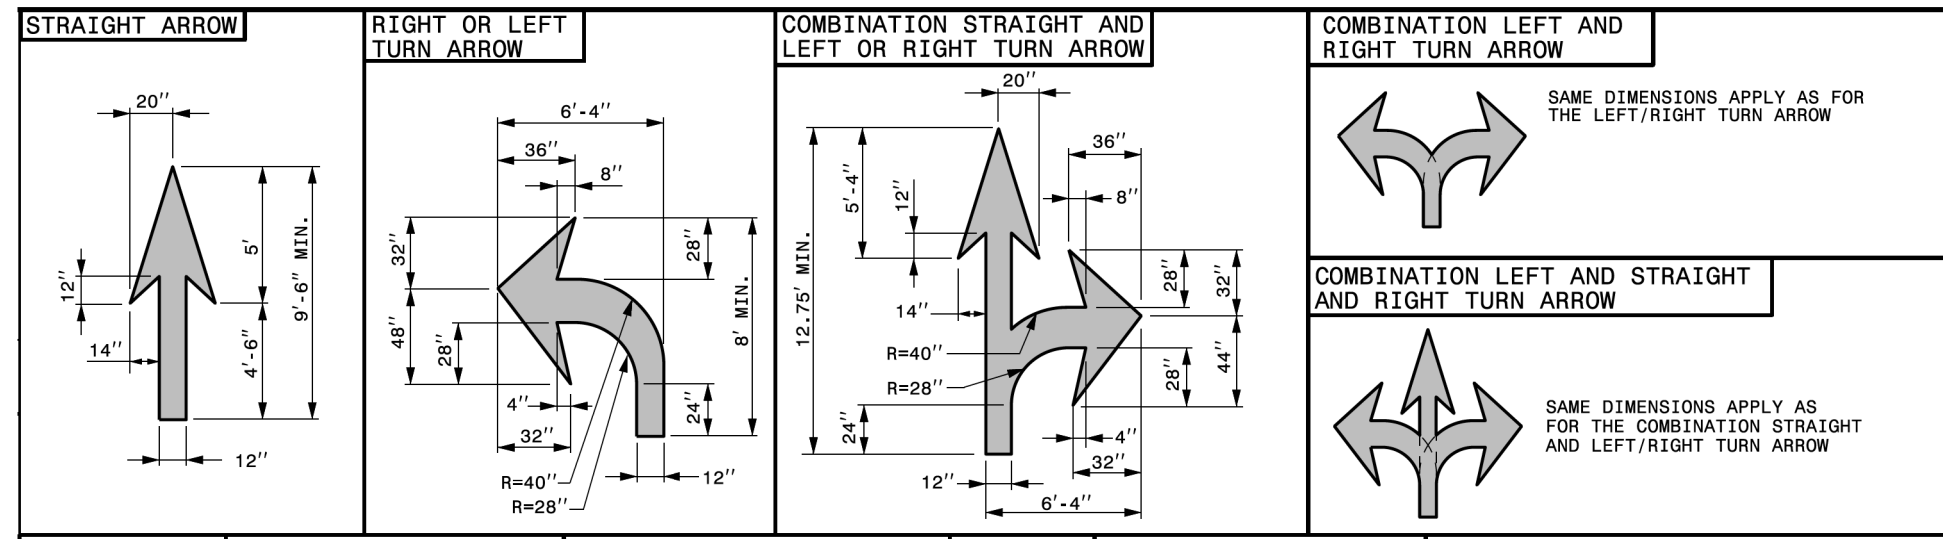 STRAIGHT ARROW
20''
12''
14''
5'
4'-6"
9'-6" MIN.
12''
RIGHT OR LEFT
TURN ARROW
6'-4''
36''
8''
32''
48''
28''
28''
8' MIN.
24''
4''
32''
12''
R=40''
R=28''
COMBINATION STRAIGHT AND
LEFT OR RIGHT TURN ARROW
20''
36''
8''
5'-4''
12''
12.75' MIN.
14''
28''
32''
R=40''
R=28''
28''
44''
24''
4''
32''
12''
6'-4''
COMBINATION LEFT AND
RIGHT TURN ARROW
SAME DIMENSIONS APPLY AS FOR
THE LEFT/RIGHT TURN ARROW
COMBINATION LEFT AND STRAIGHT
AND RIGHT TURN ARROW
SAME DIMENSIONS APPLY AS
FOR THE COMBINATION STRAIGHT
AND LEFT/RIGHT TURN ARROW